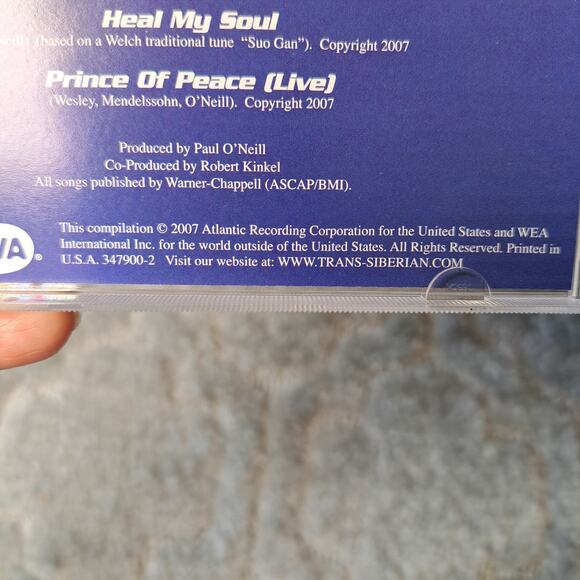 Heal My Soul
(based on a Welch traditional tune "Suo Gan"). Copyright 2007
Prince Of Peace (Live)
(Wesley, Mendelssohn, O'Neill). Copyright 2007
Produced by Paul O'Neill
Co-Produced by Robert Kinkel
All songs published by Warner-Chappell (ASCAP/BMI).
This compilation © 2007 Atlantic Recording Corporation for the United States and WEA
International Inc. for the world outside of the United States. All Rights Reserved. Printed in
U.S.A. 347900-2 Visit our website at: WWW.TRANS-SIBERIAN.COM